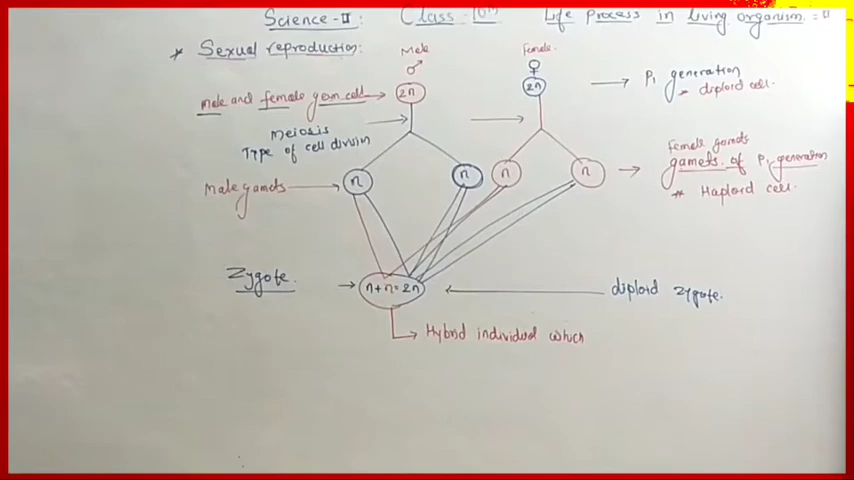 Science-II: Class-10th Life process in living organism = II
* Sexual reproduction:
Male
Female
♂
♀
2n
2n
Male and female germ cell
P1 generation
diploid cell.
Meiosis
Type of cell division
Female gamets
gamets of P1 generation
* Haploid cell.
Male gamets
n
n
n
n
Zygote.
n+n=2n
diploid zygote.
Hybrid individual which